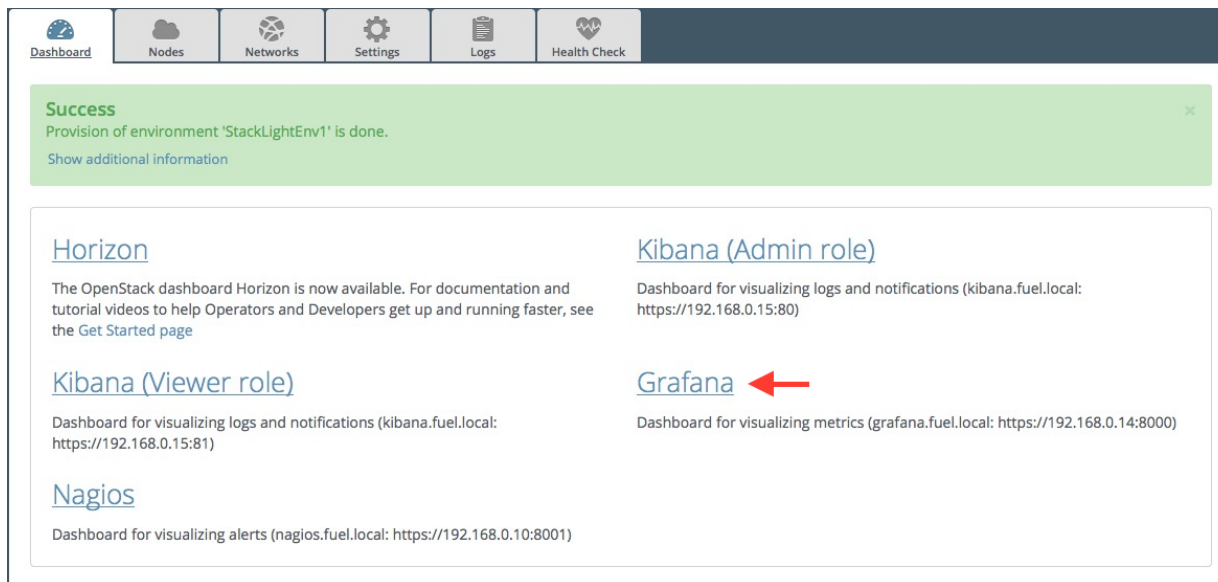 Dashboard
Nodes
Networks
Settings
Logs
Health Check
Success
×
Provision of environment 'StackLightEnv1' is done.
Show additional information
Horizon
The OpenStack dashboard Horizon is now available. For documentation and
tutorial videos to help Operators and Developers get up and running faster, see
the Get Started page
Kibana (Admin role)
Dashboard for visualizing logs and notifications (kibana.fuel.local:
https://192.168.0.15:80)
Kibana (Viewer role)
Dashboard for visualizing logs and notifications (kibana.fuel.local:
https://192.168.0.15:81)
Grafana
Dashboard for visualizing metrics (grafana.fuel.local: https://192.168.0.14:8000)
Nagios
Dashboard for visualizing alerts (nagios.fuel.local: https://192.168.0.10:8001)